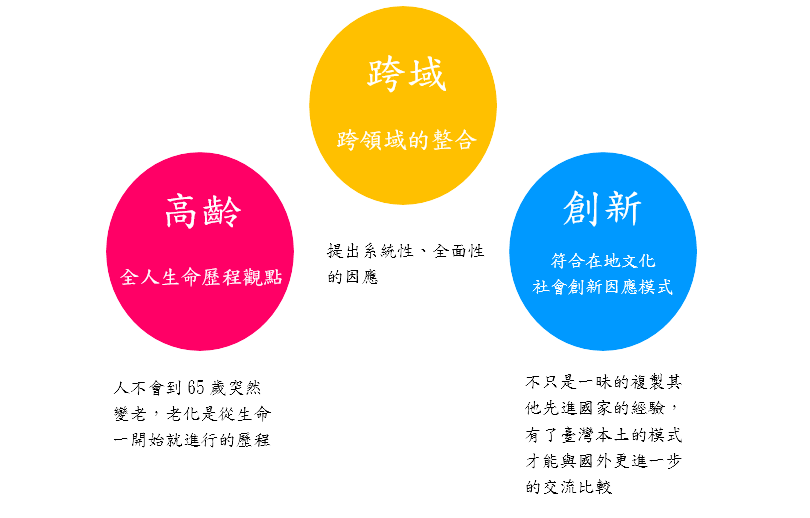 跨域
跨領域的整合
提出系統性、全面性
的因應
高齡
全人生命歷程觀點
人不會到 65 歲突然
變老，老化是從生命
一開始就進行的歷程
創新
符合在地文化
社會創新因應模式
不只是一昧的複製其
他先進國家的經驗，
有了臺灣本土的模式
才能與國外更進一步
的交流比較